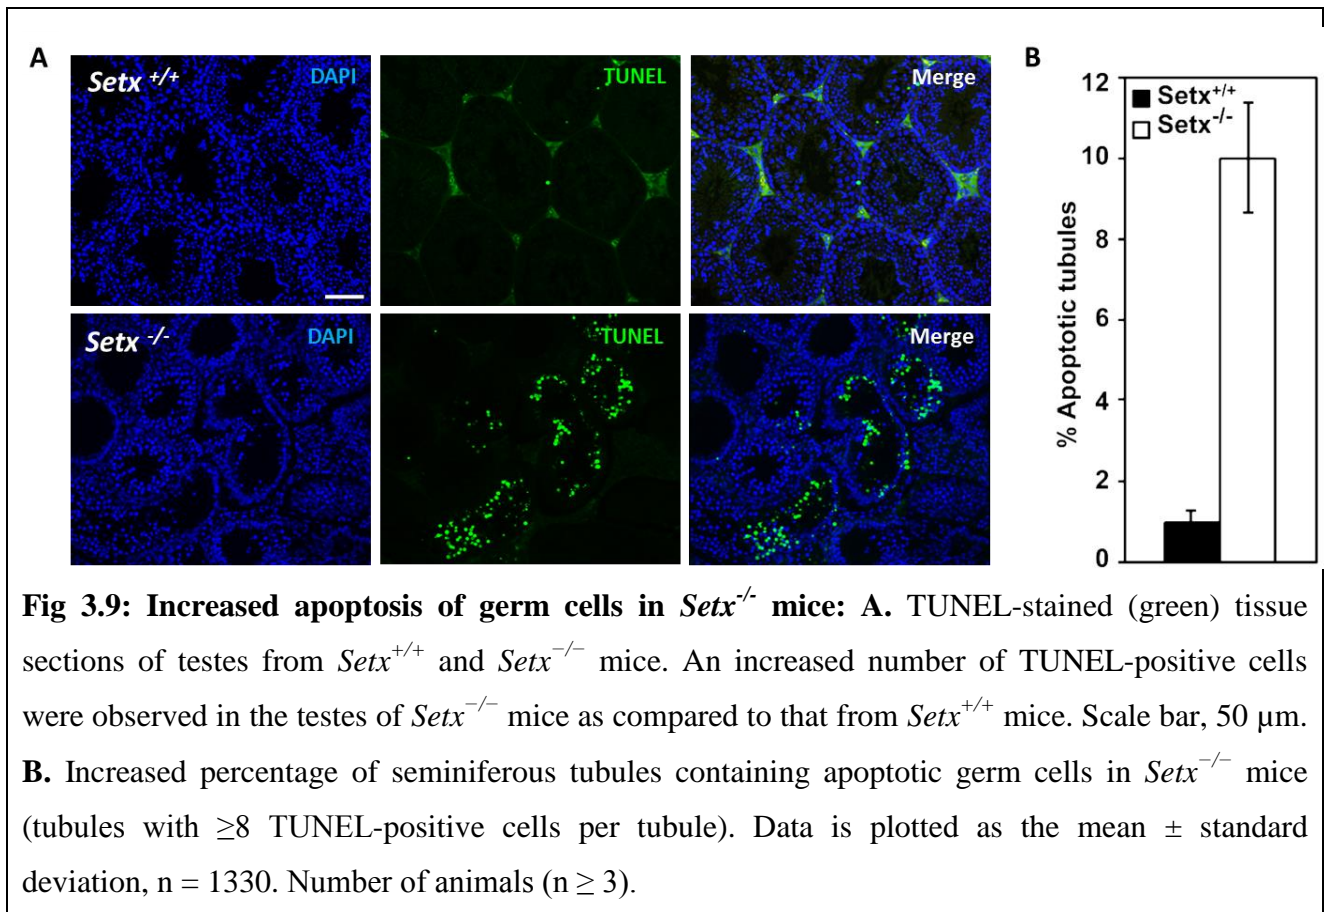 A
Setx +/+
DAPI
TUNEL
Merge
Setx -/-
DAPI
TUNEL
Merge
B
12
10
8
6
4
2
0
% Apoptotic tubules
Setx+/+
Setx-/-
Fig 3.9: Increased apoptosis of germ cells in Setx-/- mice: A. TUNEL-stained (green) tissue
sections of testes from Setx+/+ and Setx−/− mice. An increased number of TUNEL-positive cells
were observed in the testes of Setx−/− mice as compared to that from Setx+/+ mice. Scale bar, 50 µm.
B. Increased percentage of seminiferous tubules containing apoptotic germ cells in Setx−/− mice
(tubules with ≥8 TUNEL-positive cells per tubule). Data is plotted as the mean ± standard
deviation, n = 1330. Number of animals (n ≥ 3).